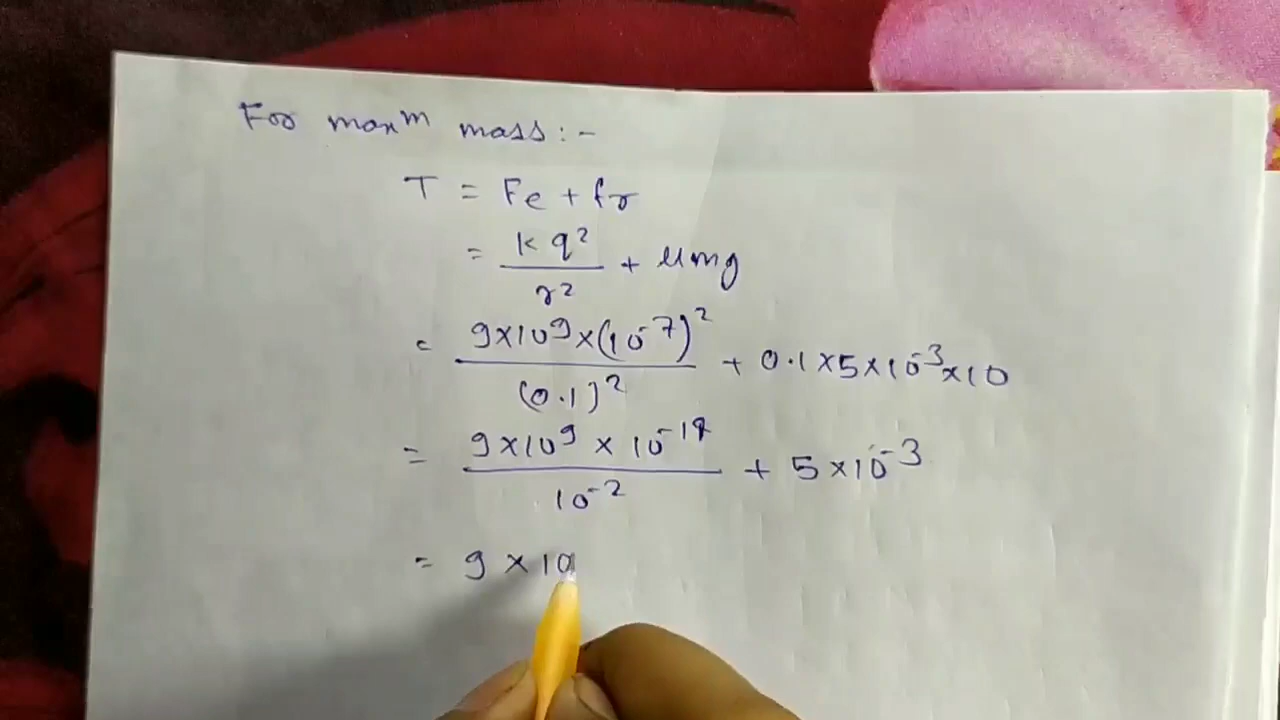 For maxᵐ mass:-
T = Fe + fr
= kq²/r² + μmg
= 9×10⁹×(10⁻⁷)²/(0.1)² + 0.1×5×10⁻³×10
= 9×10⁹×10⁻¹⁴/10⁻² + 5×10⁻³
= 9×10